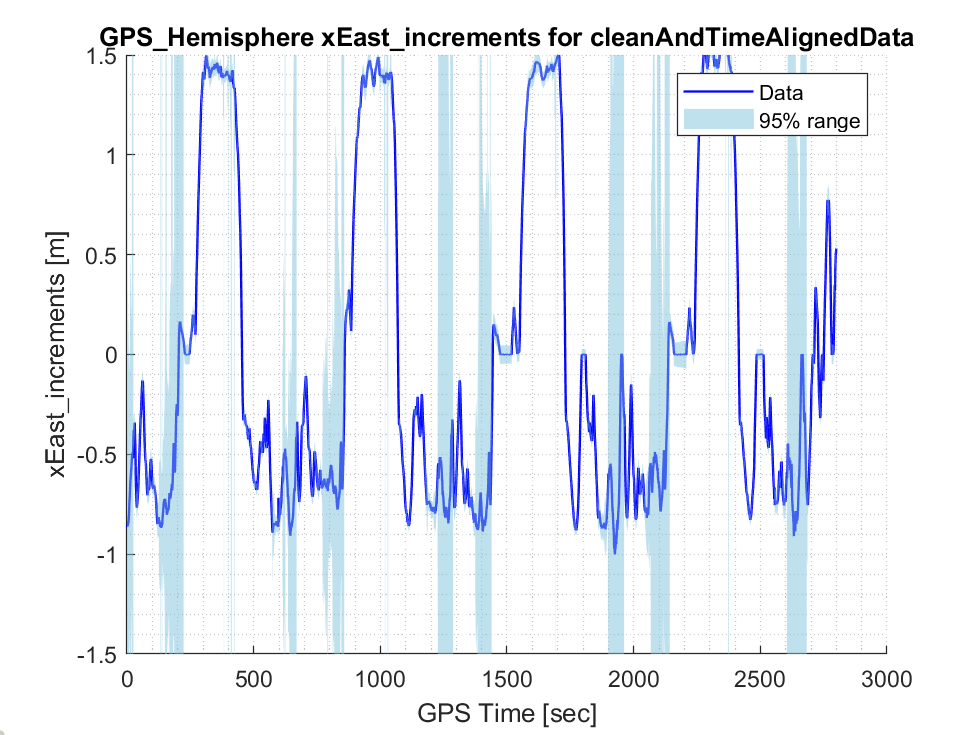 GPS_Hemisphere xEast_increments for cleanAndTimeAlignedData
1.5
1
0.5
0
-0.5
-1
-1.5
xEast_increments [m]
Data
95% range
0 500 1000 1500 2000 2500 3000
GPS Time [sec]